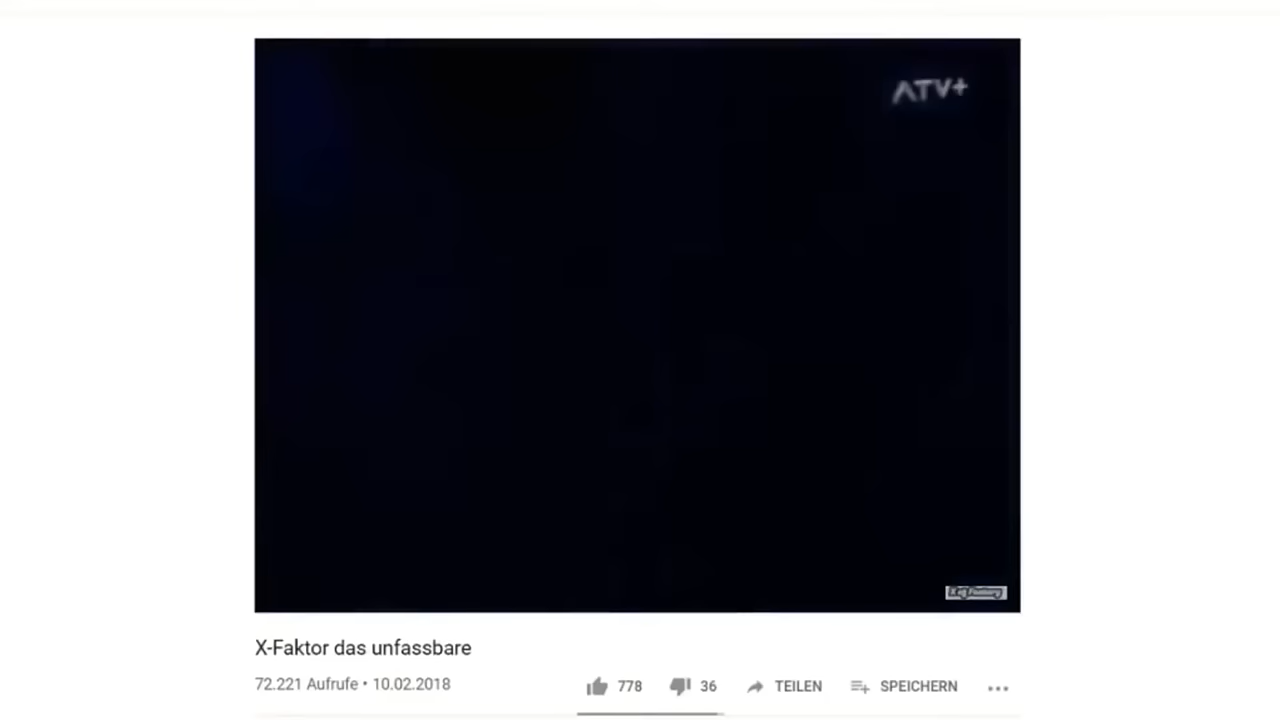 ATV+
X-Faktor das unfassbare
72.221 Aufrufe • 10.02.2018
778
36
TEILEN
SPEICHERN